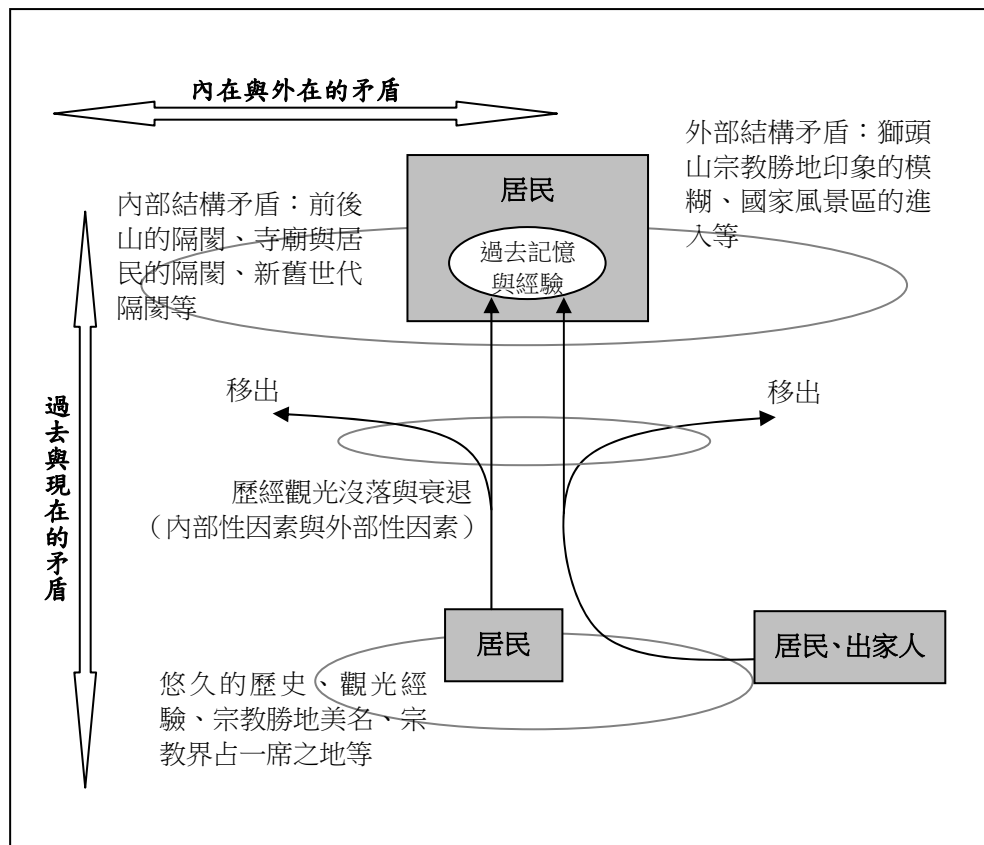 內在與外在的矛盾
外部結構矛盾：獅頭
山宗教勝地印象的模
糊、國家風景區的進
入等
居民
內部結構矛盾：前後
山的隔閡、寺廟與居
民的隔閡、新舊世代
隔閡等
過去記憶
與經驗
移出
移出
過去與現在的矛盾
歷經觀光沒落與衰退
（內部性因素與外部性因素）
居民
居民、出家人
悠久的歷史、觀光經
驗、宗教勝地美名、宗
教界占一席之地等